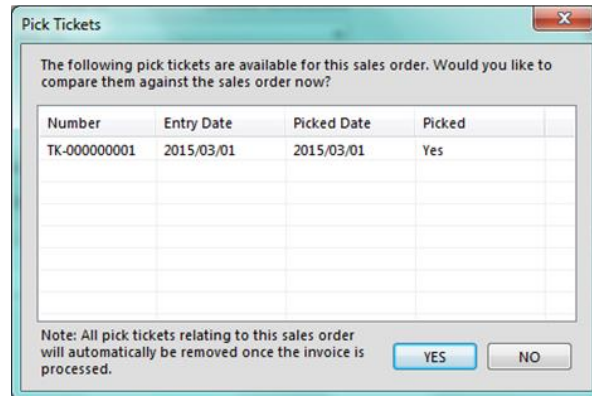 Pick Tickets
The following pick tickets are available for this sales order. Would you like to
compare them against the sales order now?
Number Entry Date Picked Date Picked
TK-000000001 2015/03/01 2015/03/01 Yes
Note: All pick tickets relating to this sales order
will automatically be removed once the invoice is
processed.
YES NO